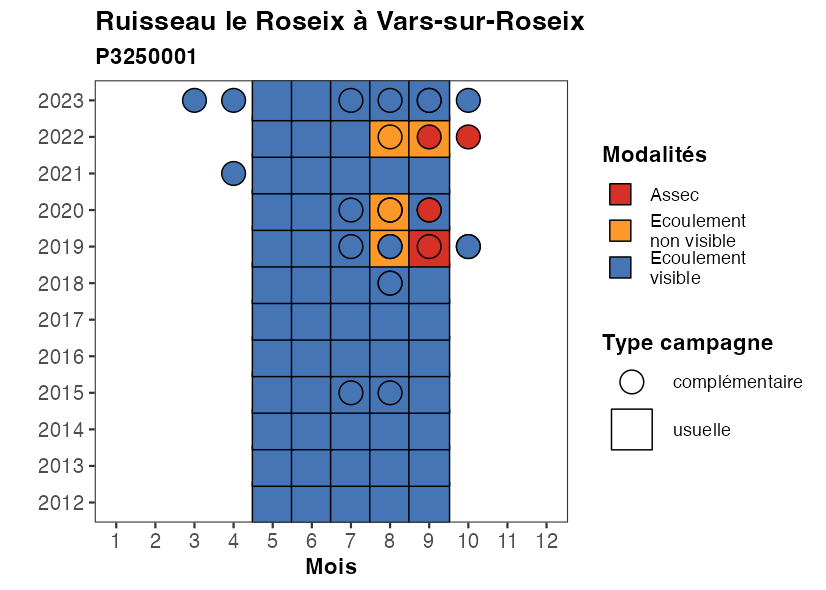 Ruisseau le Roseix à Vars-sur-Roseix
P3250001
2023
2022
2021
2020
2019
2018
2017
2016
2015
2014
2013
2012
1 2 3 4 5 6 7 8 9 10 11 12
Mois
Modalités
Assec
Ecoulement
non visible
Ecoulement
visible
Type campagne
complémentaire
usuelle